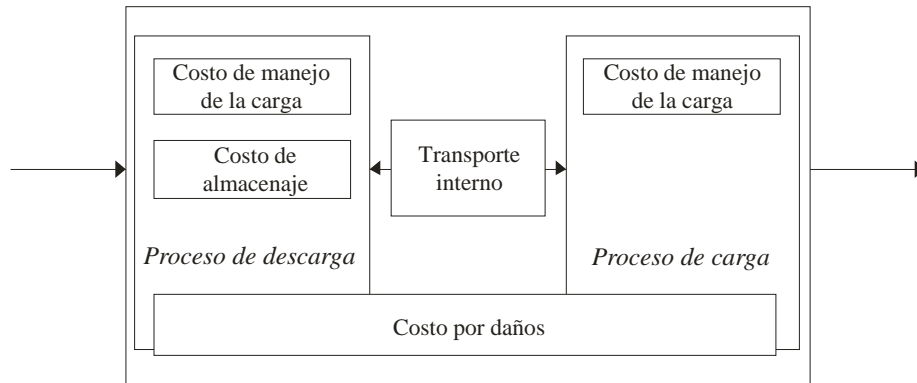 Costo de manejo
de la carga
Costo de
almacenaje
Proceso de descarga
Transporte
interno
Costo de manejo
de la carga
Proceso de carga
Costo por daños